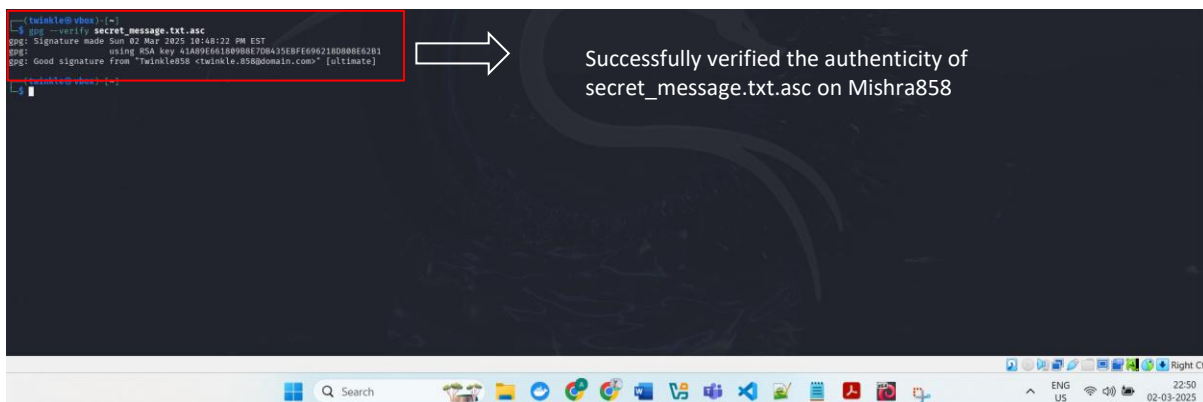 (twinkle㉿vbox)-[~]
$ gpg --verify secret_message.txt.asc
gpg: Signature made Sun 02 Mar 2025 10:48:22 PM EST
gpg: using RSA key 41A89E661809B8E7DB435EBFE696218D808E62B1
gpg: Good signature from "Twinkle858 <twinkle.858@domain.com>" [ultimate]
(twinkle㉿vbox)-[~]
$
Successfully verified the authenticity of
secret_message.txt.asc on Mishra858
Right Ct
Search
ENG
US
22:50
02-03-2025